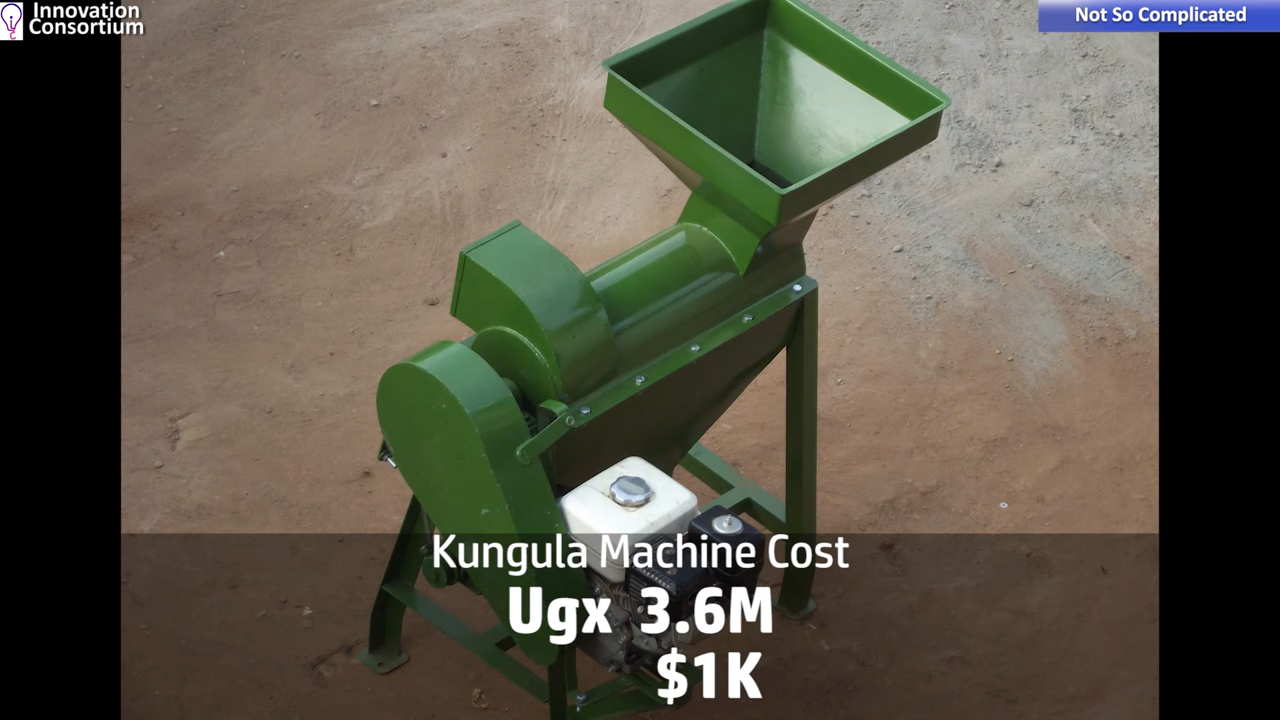 Innovation
Consortium
Not So Complicated
Kungula Machine Cost
Ugx 3.6M
$1K